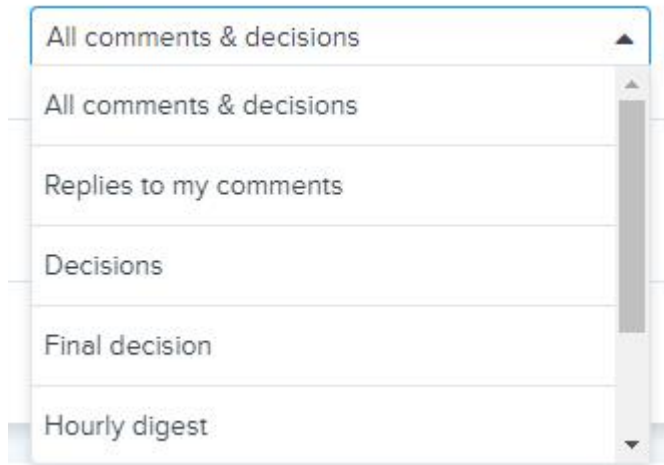 All comments & decisions
All comments & decisions
Replies to my comments
Decisions
Final decision
Hourly digest